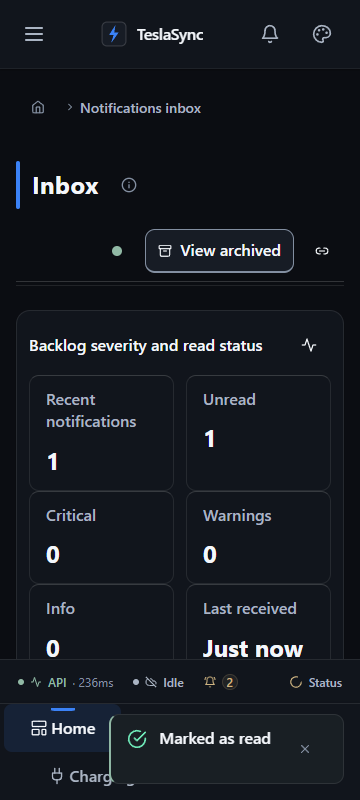 TeslaSync
Notifications inbox
Inbox
View archived
Backlog severity and read status
Recent notifications
1
Unread
1
Critical
0
Warnings
0
Info
0
Last received
Just now
API · 236ms
Idle
2
Status
Home
Marked as read